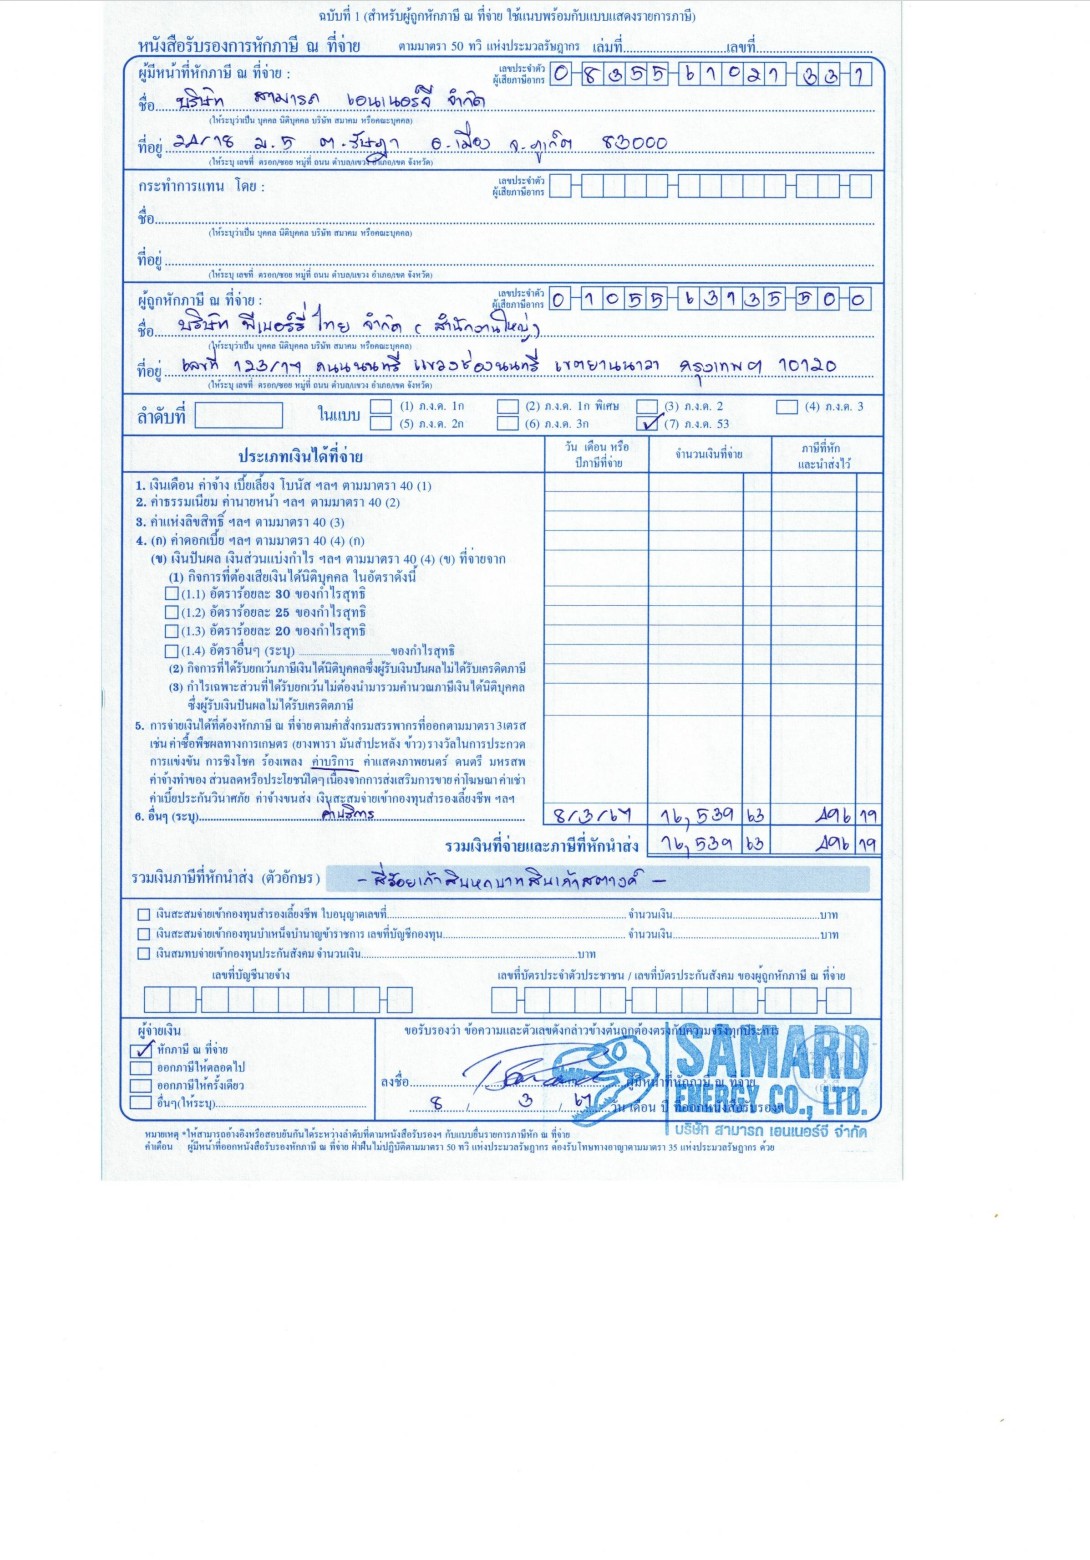 ฉบับที่ 1 (สำหรับผู้ถูกหักภาษี ณ ที่จ่าย ใช้แนบพร้อมกับแบบแสดงรายการภาษี)
หนังสือรับรองการหักภาษี ณ ที่จ่าย ตามมาตรา 50 ทวิ แห่งประมวลรัษฎากร เล่มที่ เลขที่
ผู้มีหน้าที่หักภาษี ณ ที่จ่าย : เลขประจำตัวผู้เสียภาษีอากร 0-8355-61021-33-1
ชื่อ บริษัท สามารถ เอนเนอร์จี จำกัด
(ให้ระบุว่าเป็น บุคคล นิติบุคคล บริษัท สมาคม หรือคณะบุคคล)
ที่อยู่ 24/18 ม.5 ต.รัษฎา อ.เมือง จ.ภูเก็ต 83000
(ให้ระบุ เลขที่ ตรอก/ซอย หมู่ที่ ถนน ตำบล/แขวง อำเภอ/เขต จังหวัด)
กระทำการแทน โดย : เลขประจำตัวผู้เสียภาษีอากร
ชื่อ
(ให้ระบุว่าเป็น บุคคล นิติบุคคล บริษัท สมาคม หรือคณะบุคคล)
ที่อยู่
(ให้ระบุ เลขที่ ตรอก/ซอย หมู่ที่ ถนน ตำบล/แขวง อำเภอ/เขต จังหวัด)
ผู้ถูกหักภาษี ณ ที่จ่าย : เลขประจำตัวผู้เสียภาษีอากร 0-1055-63135-50-0
ชื่อ บริษัท พีเนอร์รี่ ไทย จำกัด ( สำนักงานใหญ่)
(ให้ระบุว่าเป็น บุคคล นิติบุคคล บริษัท สมาคม หรือคณะบุคคล)
ที่อยู่ เลขที่ 123/19 ถนนนนทรี แขวงช่องนนทรี เขตยานนาวา กรุงเทพฯ 10120
(ให้ระบุ เลขที่ ตรอก/ซอย หมู่ที่ ถนน ตำบล/แขวง อำเภอ/เขต จังหวัด)
ลำดับที่ ในแบบ (1) ภ.ง.ด. 1ก (2) ภ.ง.ด. 1ก พิเศษ (3) ภ.ง.ด. 2 (4) ภ.ง.ด. 3
(5) ภ.ง.ด. 2ก (6) ภ.ง.ด. 3ก (7) ภ.ง.ด. 53
ประเภทเงินได้ที่จ่าย วัน เดือน หรือปีภาษีที่จ่าย จำนวนเงินที่จ่าย ภาษีที่หักและนำส่งไว้
1. เงินเดือน ค่าจ้าง เบี้ยเลี้ยง โบนัส ฯลฯ ตามมาตรา 40 (1)
2. ค่าธรรมเนียม ค่านายหน้า ฯลฯ ตามมาตรา 40 (2)
3. ค่าแห่งลิขสิทธิ์ ฯลฯ ตามมาตรา 40 (3)
4. (ก) ค่าดอกเบี้ย ฯลฯ ตามมาตรา 40 (4) (ก)
(ข) เงินปันผล เงินส่วนแบ่งกำไร ฯลฯ ตามมาตรา 40 (4) (ข) ที่จ่ายจาก
(1) กิจการที่ต้องเสียเงินได้นิติบุคคล ในอัตราดังนี้
(1.1) อัตราร้อยละ 30 ของกำไรสุทธิ
(1.2) อัตราร้อยละ 25 ของกำไรสุทธิ
(1.3) อัตราร้อยละ 20 ของกำไรสุทธิ
(1.4) อัตราอื่นๆ (ระบุ) ของกำไรสุทธิ
(2) กิจการที่ได้รับยกเว้นภาษีเงินได้นิติบุคคลซึ่งผู้รับเงินปันผลไม่ได้รับเครดิตภาษี
(3) กำไรเฉพาะส่วนที่ได้รับยกเว้นไม่ต้องนำมารวมคำนวณภาษีเงินได้นิติบุคคล
ซึ่งผู้รับเงินปันผลไม่ได้รับเครดิตภาษี
5. การจ่ายเงินได้ที่ต้องหักภาษี ณ ที่จ่ายตามคำสั่งกรมสรรพากรที่ออกตามมาตรา 3 เตรส
เช่น ค่าซื้อพืชผลทางการเกษตร (ยางพารา มันสำปะหลัง ข้าว) รางวัลในการประกวด
การแข่งขัน การชิงโชค ร้องเพลง ค่าบริการ ค่าแสดงภาพยนตร์ ดนตรี มหรสพ
ค่าจ้างทำของ ส่วนลดหรือประโยชน์ใดๆ เนื่องจากการส่งเสริมการขาย ค่าโฆษณา ค่าเช่า
ค่าเบี้ยประกันวินาศภัย ค่าจ้างขนส่ง เงินสะสมจ่ายเข้ากองทุนสำรองเลี้ยงชีพ ฯลฯ
6. อื่นๆ (ระบุ) ค่าบริการ 8/3/67 16,539 63 496 19
รวมเงินที่จ่ายและภาษีที่หักนำส่ง 16,539 63 496 19
รวมเงินภาษีที่หักนำส่ง (ตัวอักษร) - สี่ร้อยเก้าสิบหกบาทสิบเก้าสตางค์ -
เงินสะสมจ่ายเข้ากองทุนสำรองเลี้ยงชีพ ใบอนุญาตเลขที่ จำนวนเงิน บาท
เงินสะสมจ่ายเข้ากองทุนบำเหน็จบำนาญข้าราชการ เลขที่บัญชีกองทุน จำนวนเงิน บาท
เงินสมทบจ่ายเข้ากองทุนประกันสังคม จำนวนเงิน บาท
เลขที่บัญชีนายจ้าง เลขที่บัตรประจำตัวประชาชน / เลขที่บัตรประกันสังคม ของผู้ถูกหักภาษี ณ ที่จ่าย
ผู้จ่ายเงิน ขอรับรองว่า ข้อความและตัวเลขดังกล่าวข้างต้นถูกต้องตรงกับความจริงทุกประการ
หักภาษี ณ ที่จ่าย
ออกภาษีให้ตลอดไป
ออกภาษีให้ครั้งเดียว
อื่นๆ(ให้ระบุ)
ลงชื่อ ผู้มีหน้าที่หักภาษี ณ ที่จ่าย
8 / 3 / 67 วัน เดือน ปี ที่ออกหนังสือรับรองฯ
SAMARD
ENERGY CO., LTD.
บริษัท สามารถ เอนเนอร์จี จำกัด
หมายเหตุ *ให้สามารถอ้างอิงหรือสอบยันกันได้ระหว่างลำดับที่ตามหนังสือรับรองฯ กับแบบยื่นรายการภาษีหัก ณ ที่จ่าย
คำเตือน ผู้มีหน้าที่ออกหนังสือรับรองหักภาษี ณ ที่จ่าย ฝ่าฝืนไม่ปฏิบัติตามมาตรา 50 ทวิ แห่งประมวลรัษฎากร ต้องรับโทษทางอาญาตามมาตรา 35 แห่งประมวลรัษฎากร ด้วย